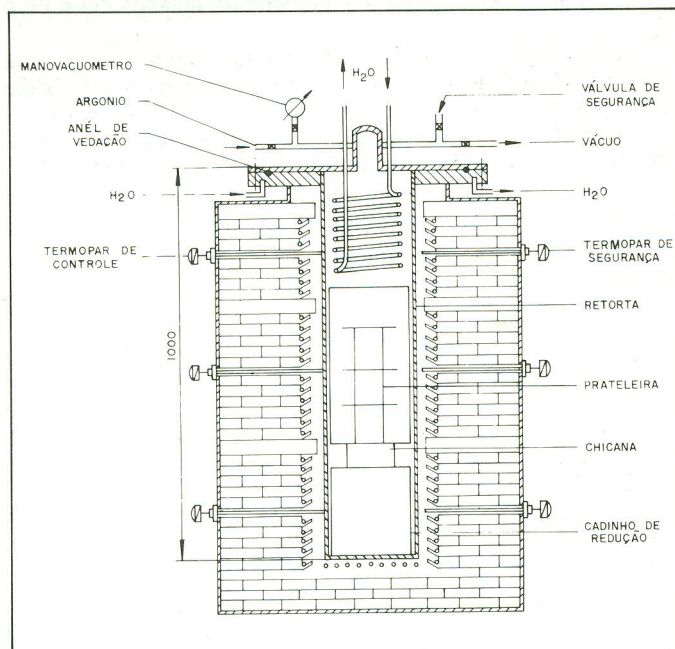 H₂O
MANOVACUOMETRO
ARGONIO
ANÉL DE
VEDAÇÃO
H₂O
TERMOPAR DE
CONTROLE
1000
VÁLVULA DE
SEGURANÇA
VÁCUO
H₂O
TERMOPAR DE
SEGURANÇA
RETORTA
PRATELEIRA
CHICANA
CADINHO DE
REDUÇÃO